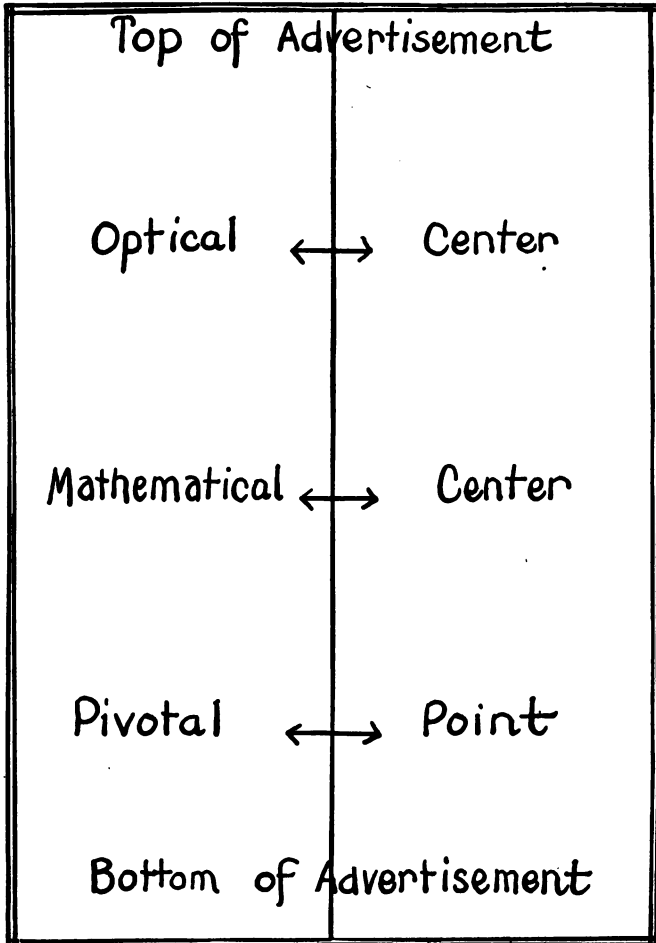 Top of Advertisement
Optical ↔ Center
Mathematical ↔ Center
Pivotal ↔ Point
Bottom of Advertisement